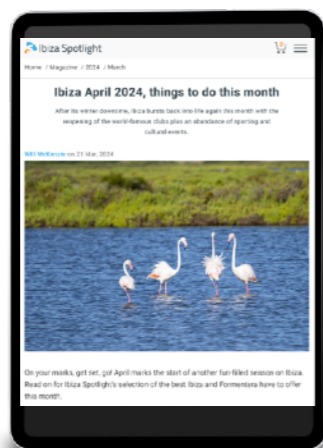 Ibiza Spotlight
Home / Magazine / 2024 / March
Ibiza April 2024, things to do this month
After its winter downtime, Ibiza bursts back into life again this month with the
reopening of the world-famous clubs plus an abundance of sporting and
cultural events.
Will McKenzie on 21 Mar, 2024
On your marks, get set, go! April marks the start of another fun-filled season on Ibiza.
Read on for Ibiza Spotlight's selection of the best Ibiza and Formentera have to offer
this month.